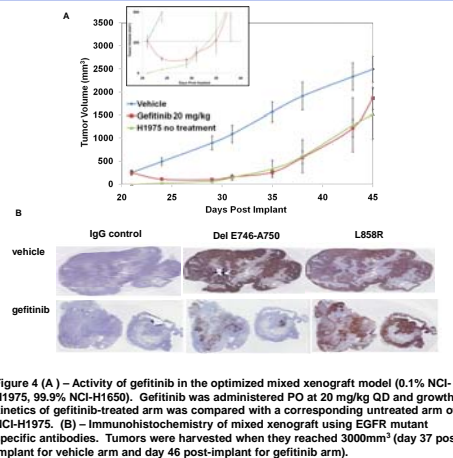 A
3500
3000
2500
2000
1500
1000
500
0
Tumor Volume (mm³)
20 25 30 35 40 45
Days Post Implant
Days Post Implant
Vehicle
Gefitinib 20 mg/kg
H1975 no treatment
B
IgG control Del E746-A750 L858R
vehicle
gefitinib
igure 4 (A ) – Activity of gefitinib in the optimized mixed xenograft model (0.1% NCI-
1975, 99.9% NCI-H1650). Gefitinib was administered PO at 20 mg/kg QD and growth
inetics of gefitinib-treated arm was compared with a corresponding untreated arm o
NCI-H1975. (B) – Immunohistochemistry of mixed xenograft using EGFR mutant
pecific antibodies. Tumors were harvested when they reached 3000mm³ (day 37 post
mplant for vehicle arm and day 46 post-implant for gefitinib arm).